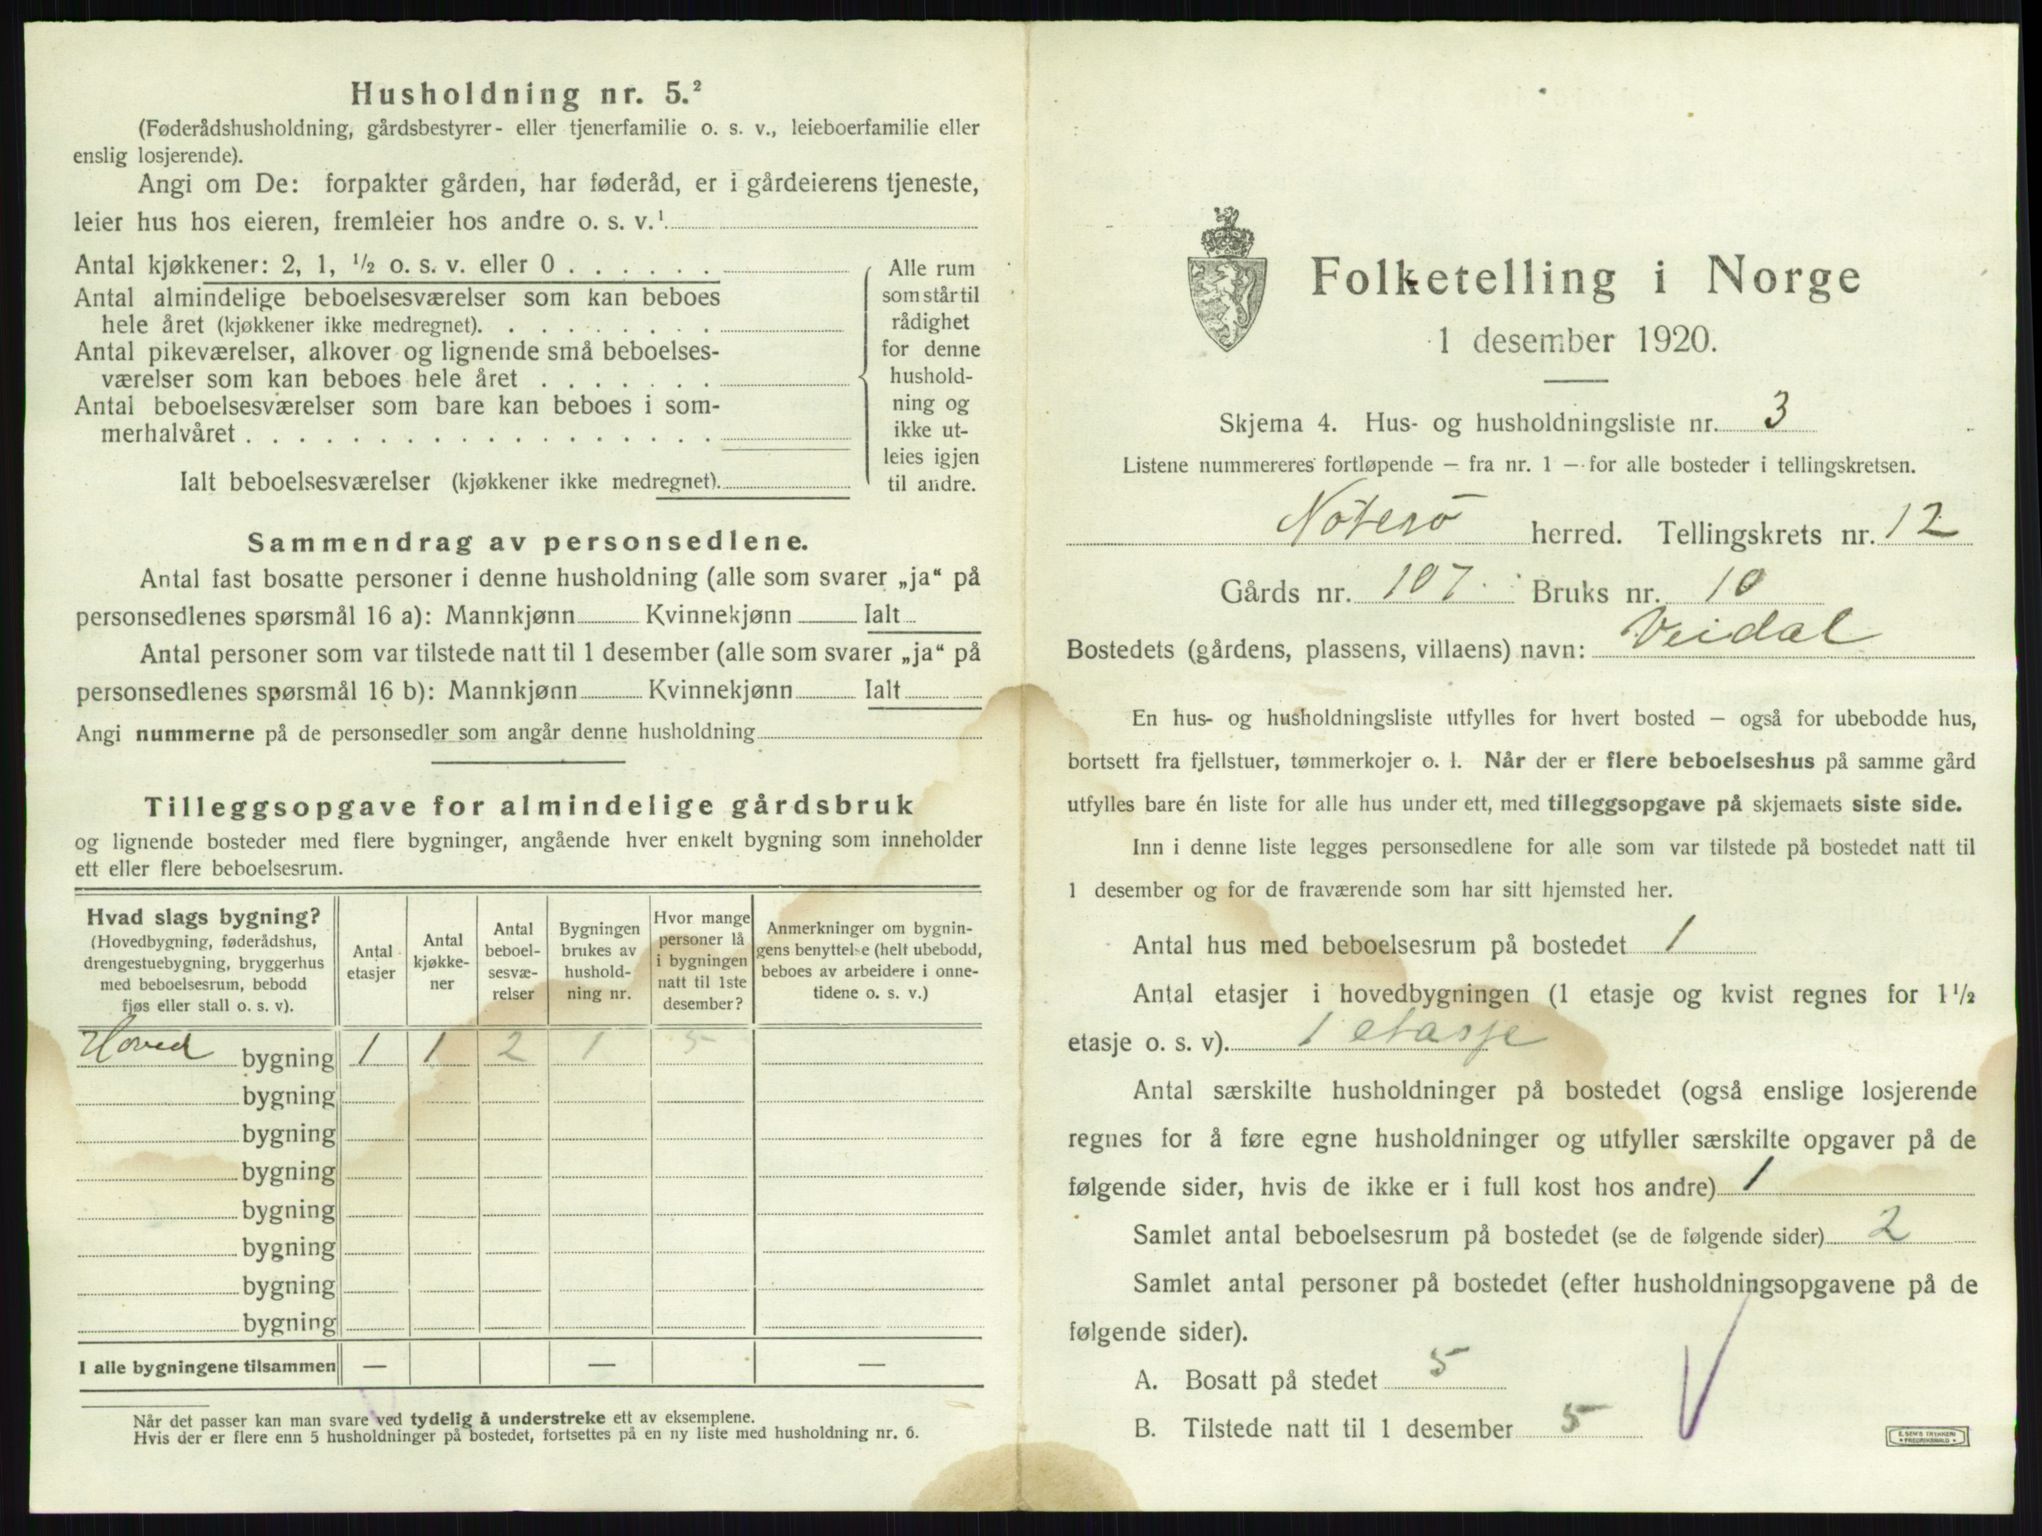 Husholdning nr. 5.²
(Føderådshusholdning, gårdsbestyrer- eller tjenerfamilie o. s. v., leieboerfamilie eller
enslig losjerende).
Angi om De: forpakter gården, har føderåd, er i gårdeierens tjeneste,
leier hus hos eieren, fremleier hos andre o. s. v.¹
Antal kjøkkener: 2, 1, ½ o. s. v. eller 0 . . . . . .
Antal almindelige beboelsesværelser som kan beboes
hele året (kjøkkener ikke medregnet). . . . . . . . .
Antal pikeværelser, alkover og lignende små beboelses-
værelser som kan beboes hele året . . . . . . .
Antal beboelsesværelser som bare kan beboes i som-
merhalvåret . . . . . . . . . . . . . . . . . .
Alle rum
som står til
rådighet
for denne
hushold-
ning og
ikke ut-
leies igjen
til andre.
Ialt beboelsesværelser (kjøkkener ikke medregnet).
Sammendrag av personsedlene.
Antal fast bosatte personer i denne husholdning (alle som svarer „ja“ på
personsedlenes spørsmål 16 a): Mannkjønn Kvinnekjønn Ialt
Antal personer som var tilstede natt til 1 desember (alle som svarer „ja“ på
personsedlenes spørsmål 16 b): Mannkjønn Kvinnekjønn Ialt
Angi nummerne på de personsedler som angår denne husholdning
Tilleggsopgave for almindelige gårdsbruk
og lignende bosteder med flere bygninger, angående hver enkelt bygning som inneholder
ett eller flere beboelsesrum.
Hvad slags bygning?
(Hovedbygning, føderådshus,
drengestuebygning, bryggerhus
med beboelsesrum, bebodd
fjøs eller stall o. s. v).
Antal
etasjer
Antal
kjøkke-
ner
Antal
beboel-
sesvæ-
relser
Bygningen
brukes av
hushold-
ning nr.
Hvor mange
personer lå
i bygningen
natt til 1ste
desember?
Anmerkninger om bygnin-
gens benyttelse (helt ubebodd,
beboes av arbeidere i onne-
tidene o. s. v.)
Hoved bygning 1 1 2 1 5
bygning
bygning
bygning
bygning
bygning
bygning
bygning
I alle bygningene tilsammen — — —
Når det passer kan man svare ved tydelig å understreke ett av eksemplene.
Hvis der er flere enn 5 husholdninger på bostedet, fortsettes på en ny liste med husholdning nr. 6.
Folketelling i Norge
1 desember 1920.
Skjema 4. Hus- og husholdningsliste nr. 3
Listene nummereres fortløpende – fra nr. 1 – for alle bosteder i tellingskretsen.
Nøterø herred. Tellingskrets nr. 12
Gårds nr. 107. Bruks nr. 10
Bostedets (gårdens, plassens, villaens) navn: Veidal
En hus- og husholdningsliste utfylles for hvert bosted – også for ubebodde hus,
bortsett fra fjellstuer, tømmerkojer o. l. Når der er flere beboelseshus på samme gård
utfylles bare én liste for alle hus under ett, med tilleggsopgave på skjemaets siste side.
Inn i denne liste legges personsedlene for alle som var tilstede på bostedet natt til
1 desember og for de fraværende som har sitt hjemsted her.
Antal hus med beboelsesrum på bostedet 1
Antal etasjer i hovedbygningen (1 etasje og kvist regnes for 1½
etasje o. s. v). 1 etasje
Antal særskilte husholdninger på bostedet (også enslige losjerende
regnes for å føre egne husholdninger og utfyller særskilte opgaver på de
følgende sider, hvis de ikke er i full kost hos andre) 1
Samlet antal beboelsesrum på bostedet (se de følgende sider) 2
Samlet antal personer på bostedet (efter husholdningsopgavene på de
følgende sider).
A. Bosatt på stedet 5
B. Tilstede natt til 1 desember 5